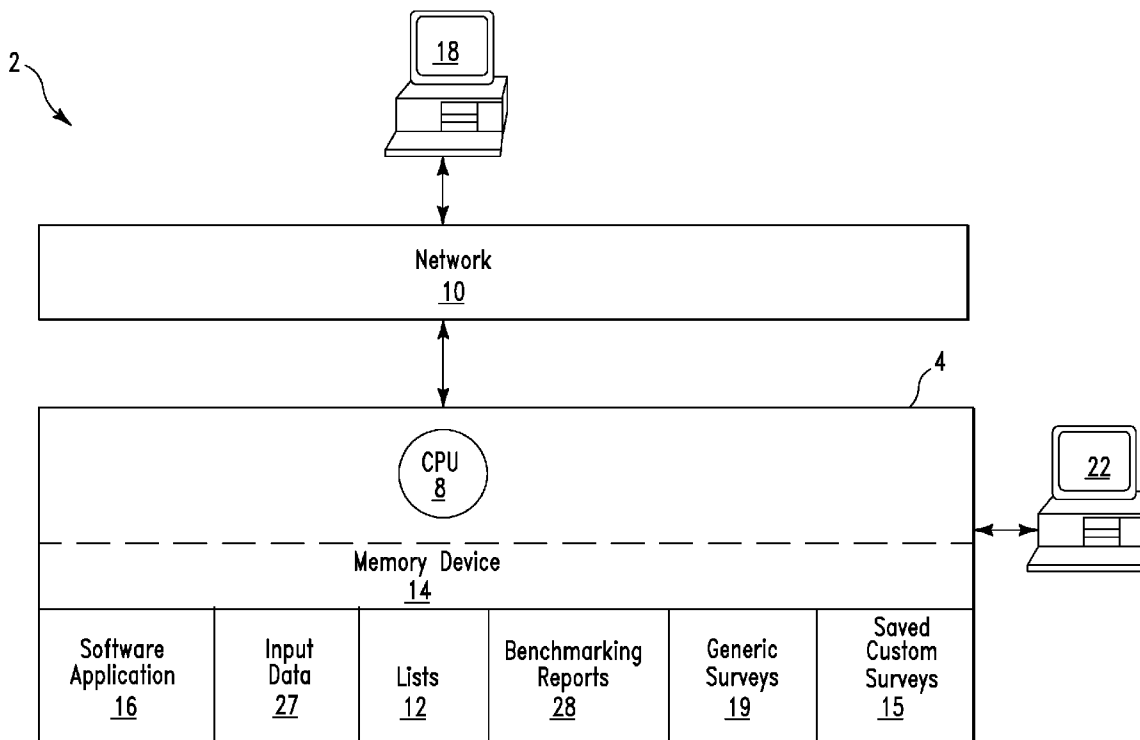 2
18
Network
10
4
CPU
8
22
Memory Device
14
Software
Application
16
Input
Data
27
Lists
12
Benchmarking
Reports
28
Generic
Surveys
19
Saved
Custom
Surveys
15